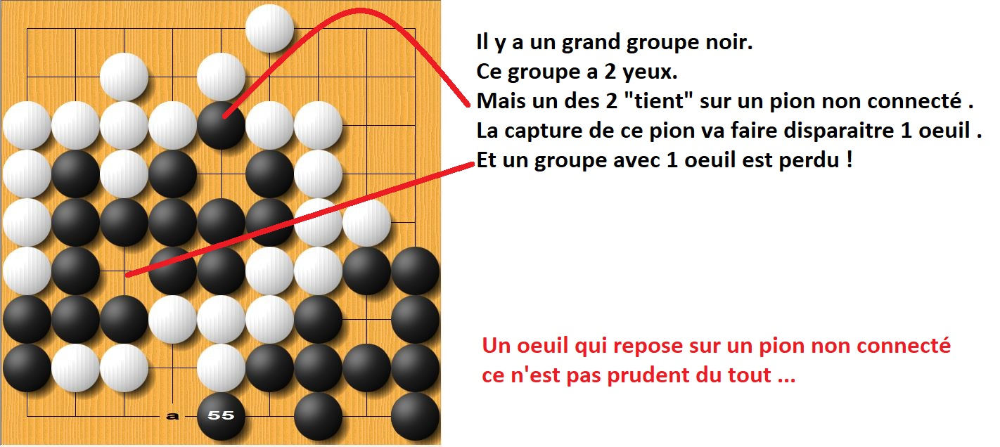 Il y a un grand groupe noir.
Ce groupe a 2 yeux.
Mais un des 2 "tient" sur un pion non connecté .
La capture de ce pion va faire disparaitre 1 oeuil .
Et un groupe avec 1 oeuil est perdu !
Un oeuil qui repose sur un pion non connecté
ce n'est pas prudent du tout ...
a 55